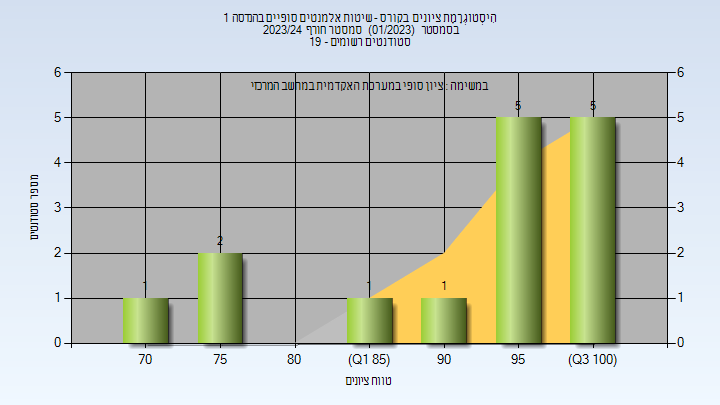 היסטוגרמת ציונים בקורס - שיטות אלמנטים סופיים בהנדסה 1
בסמסטר (01/2023) סמסטר חורף 2023/24
סטודנטים רשומים - 19
במשימה : ציון סופי במערכת האקדמית במחשב המרכזי
6 6
5 5
4 4
3 3
2 2
1 1
0 0
1 2 1 1 5 5
מספר סטודנטים
70 75 80 (Q1 85) 90 95 (Q3 100)
טווח ציונים